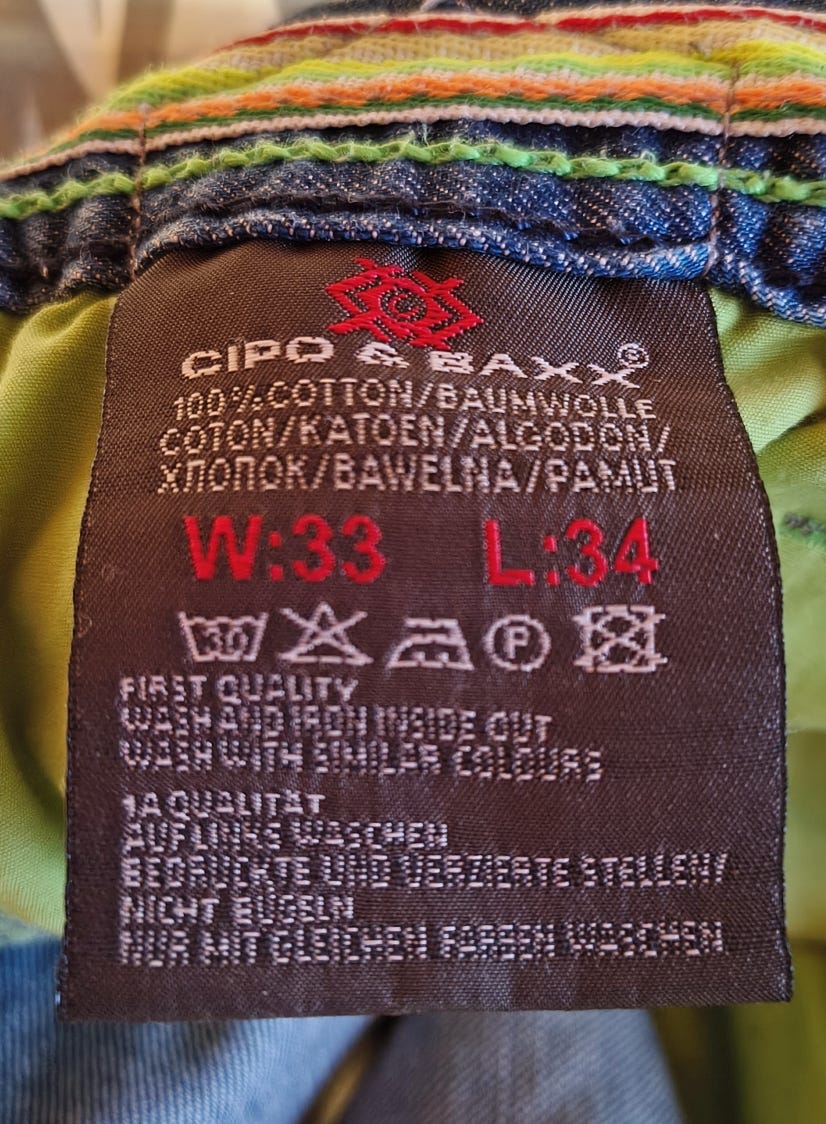 CIPO & BAXX®
100%COTTON/BAUMWOLLE
COTON/KATOEN/ALGODON/
ХЛОПОК/BAWELNA/PAMUT
W:33 L:34
30 P
FIRST QUALITY
WASH AND IRON INSIDE OUT
WASH WITH SIMILAR COLOURS
1A QUALITÄT
AUF LINKS WASCHEN
BEDRUCKTE UND VERZIERTE STELLENY
NICHT BÜGELN
NUR MIT GLEICHEN FARBEN WASCHEN